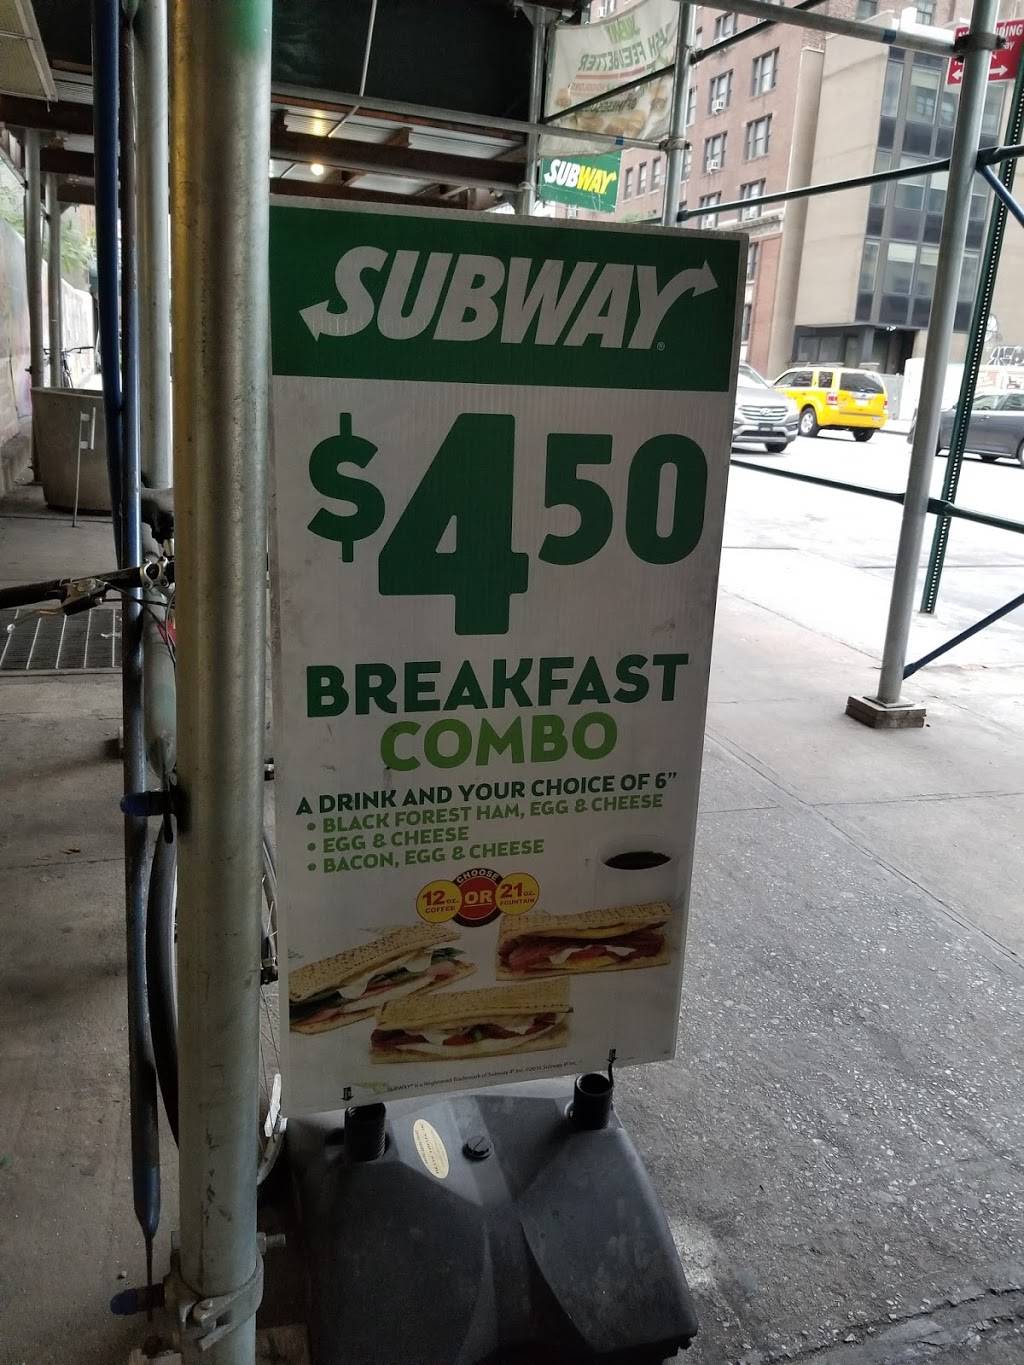 SUBWAY
SUBWAY
$4 50
BREAKFAST
COMBO
A DRINK AND YOUR CHOICE OF 6"
• BLACK FOREST HAM, EGG & CHEESE
• EGG & CHEESE
• BACON, EGG & CHEESE
CHOOSE
12 oz. COFFEE OR 21 oz. FOUNTAIN